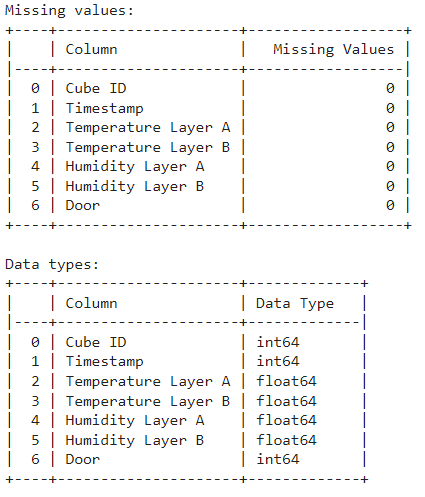 Missing values:
+----+---------------------+------------------+
|    | Column              |   Missing Values |
|----+---------------------+------------------|
|  0 | Cube ID             |                0 |
|  1 | Timestamp           |                0 |
|  2 | Temperature Layer A |                0 |
|  3 | Temperature Layer B |                0 |
|  4 | Humidity Layer A    |                0 |
|  5 | Humidity Layer B    |                0 |
|  6 | Door                |                0 |
+----+---------------------+------------------+
Data types:
+----+---------------------+-------------+
|    | Column              | Data Type   |
|----+---------------------+-------------|
|  0 | Cube ID             | int64       |
|  1 | Timestamp           | int64       |
|  2 | Temperature Layer A | float64     |
|  3 | Temperature Layer B | float64     |
|  4 | Humidity Layer A    | float64     |
|  5 | Humidity Layer B    | float64     |
|  6 | Door                | int64       |
+----+---------------------+-------------+